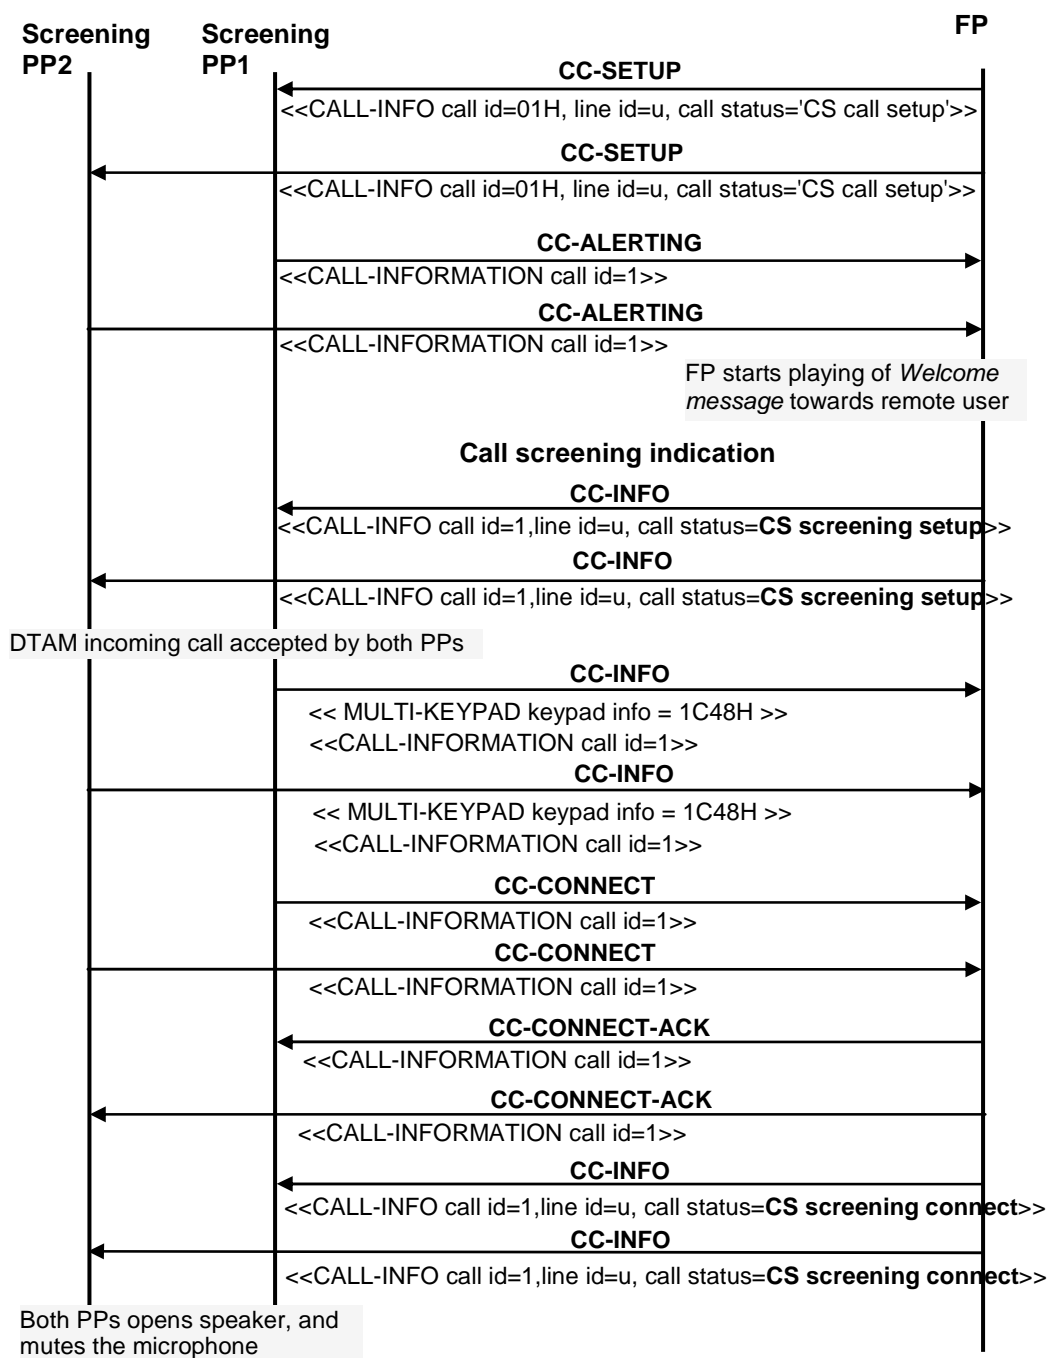 Screening
PP2
Screening
PP1
FP
CC-SETUP
<<CALL-INFO call id=01H, line id=u, call status='CS call setup'>>
CC-SETUP
<<CALL-INFO call id=01H, line id=u, call status='CS call setup'>>
CC-ALERTING
<<CALL-INFORMATION call id=1>>
CC-ALERTING
<<CALL-INFORMATION call id=1>>
FP starts playing of Welcome
message towards remote user
Call screening indication
CC-INFO
<<CALL-INFO call id=1,line id=u, call status=CS screening setup>>
CC-INFO
<<CALL-INFO call id=1,line id=u, call status=CS screening setup>>
DTAM incoming call accepted by both PPs
CC-INFO
<< MULTI-KEYPAD keypad info = 1C48H >>
<<CALL-INFORMATION call id=1>>
CC-INFO
<< MULTI-KEYPAD keypad info = 1C48H >>
<<CALL-INFORMATION call id=1>>
CC-CONNECT
<<CALL-INFORMATION call id=1>>
CC-CONNECT
<<CALL-INFORMATION call id=1>>
CC-CONNECT-ACK
<<CALL-INFORMATION call id=1>>
CC-CONNECT-ACK
<<CALL-INFORMATION call id=1>>
CC-INFO
<<CALL-INFO call id=1,line id=u, call status=CS screening connect>>
CC-INFO
<<CALL-INFO call id=1,line id=u, call status=CS screening connect>>
Both PPs opens speaker, and
mutes the microphone